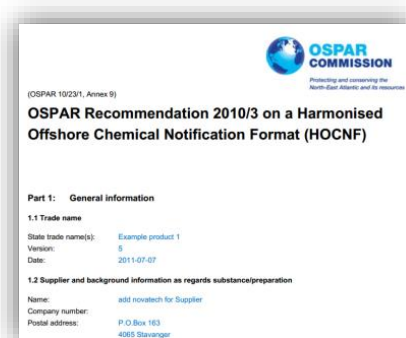 OSPAR
COMMISSION
Protecting and conserving the
North-East Atlantic and its resources
(OSPAR 10/23/1, Annex 9)
OSPAR Recommendation 2010/3 on a Harmonised
Offshore Chemical Notification Format (HOCNF)
Part 1: General information
1.1 Trade name
State trade name(s): Example product 1
Version: 5
Date: 2011-07-07
1.2 Supplier and background information as regards substance/preparation
Name: add novatech for Supplier
Company number:
Postal address: P.O.Box 163
4065 Stavanger